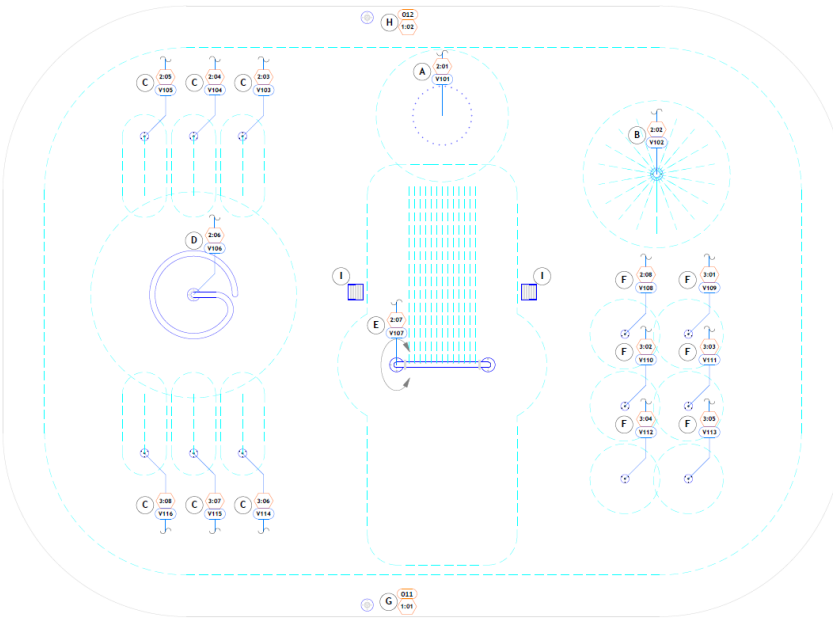 H
012
1:02
A
2:01
V101
C
2:05
V105
C
2:04
V104
C
2:03
V103
B
2:02
V102
D
2:06
V106
I
I
E
2:07
V107
F
2:08
V108
F
3:01
V109
F
3:02
V110
F
3:03
V111
F
3:04
V112
F
3:05
V113
C
3:08
V116
C
3:07
V115
C
3:06
V114
G
011
1:01